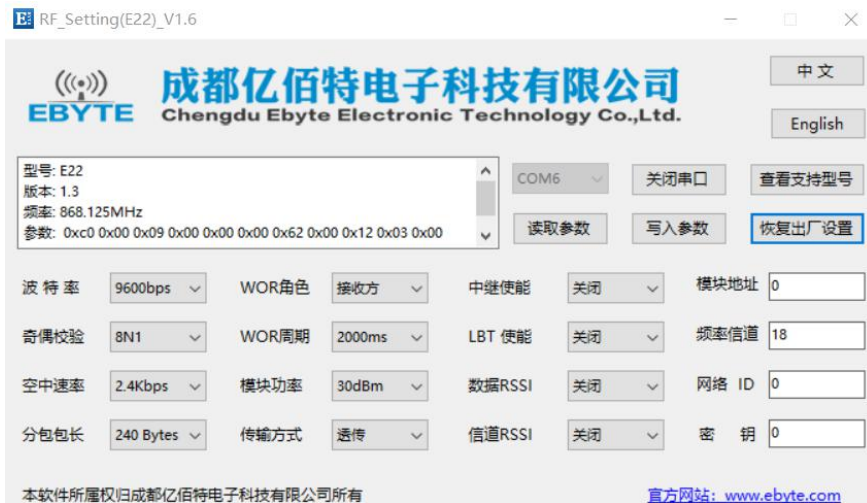 RF_Setting(E22)_V1.6
中 文
EBYTE
成都亿佰特电子科技有限公司
Chengdu Ebyte Electronic Technology Co.,Ltd.
English
型号: E22
版本: 1.3
频率: 868.125MHz
参数: 0xc0 0x00 0x09 0x00 0x00 0x00 0x62 0x00 0x12 0x03 0x00
COM6 关闭串口 查看支持型号
读取参数 写入参数 恢复出厂设置
波 特 率 9600bps WOR角色 接收方 中继使能 关闭 模块地址 0
奇偶校验 8N1 WOR周期 2000ms LBT 使能 关闭 频率信道 18
空中速率 2.4Kbps 模块功率 30dBm 数据RSSI 关闭 网络 ID 0
分包包长 240 Bytes 传输方式 透传 信道RSSI 关闭 密 钥 0
本软件所属权归成都亿佰特电子科技有限公司所有 官方网站: www.ebyte.com